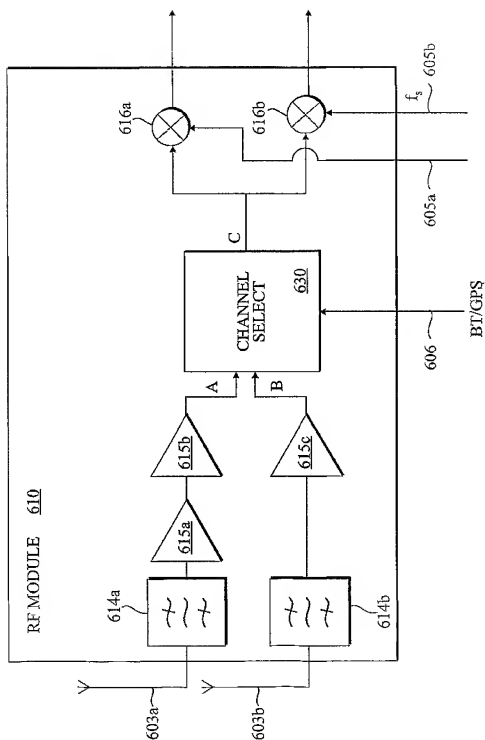 RF MODULE 610
603a
614a
615a
615b
A
603b
614b
615c
B
CHANNEL
SELECT
630
606
BT/GPS
C
616a
616b
605a
fs
605b